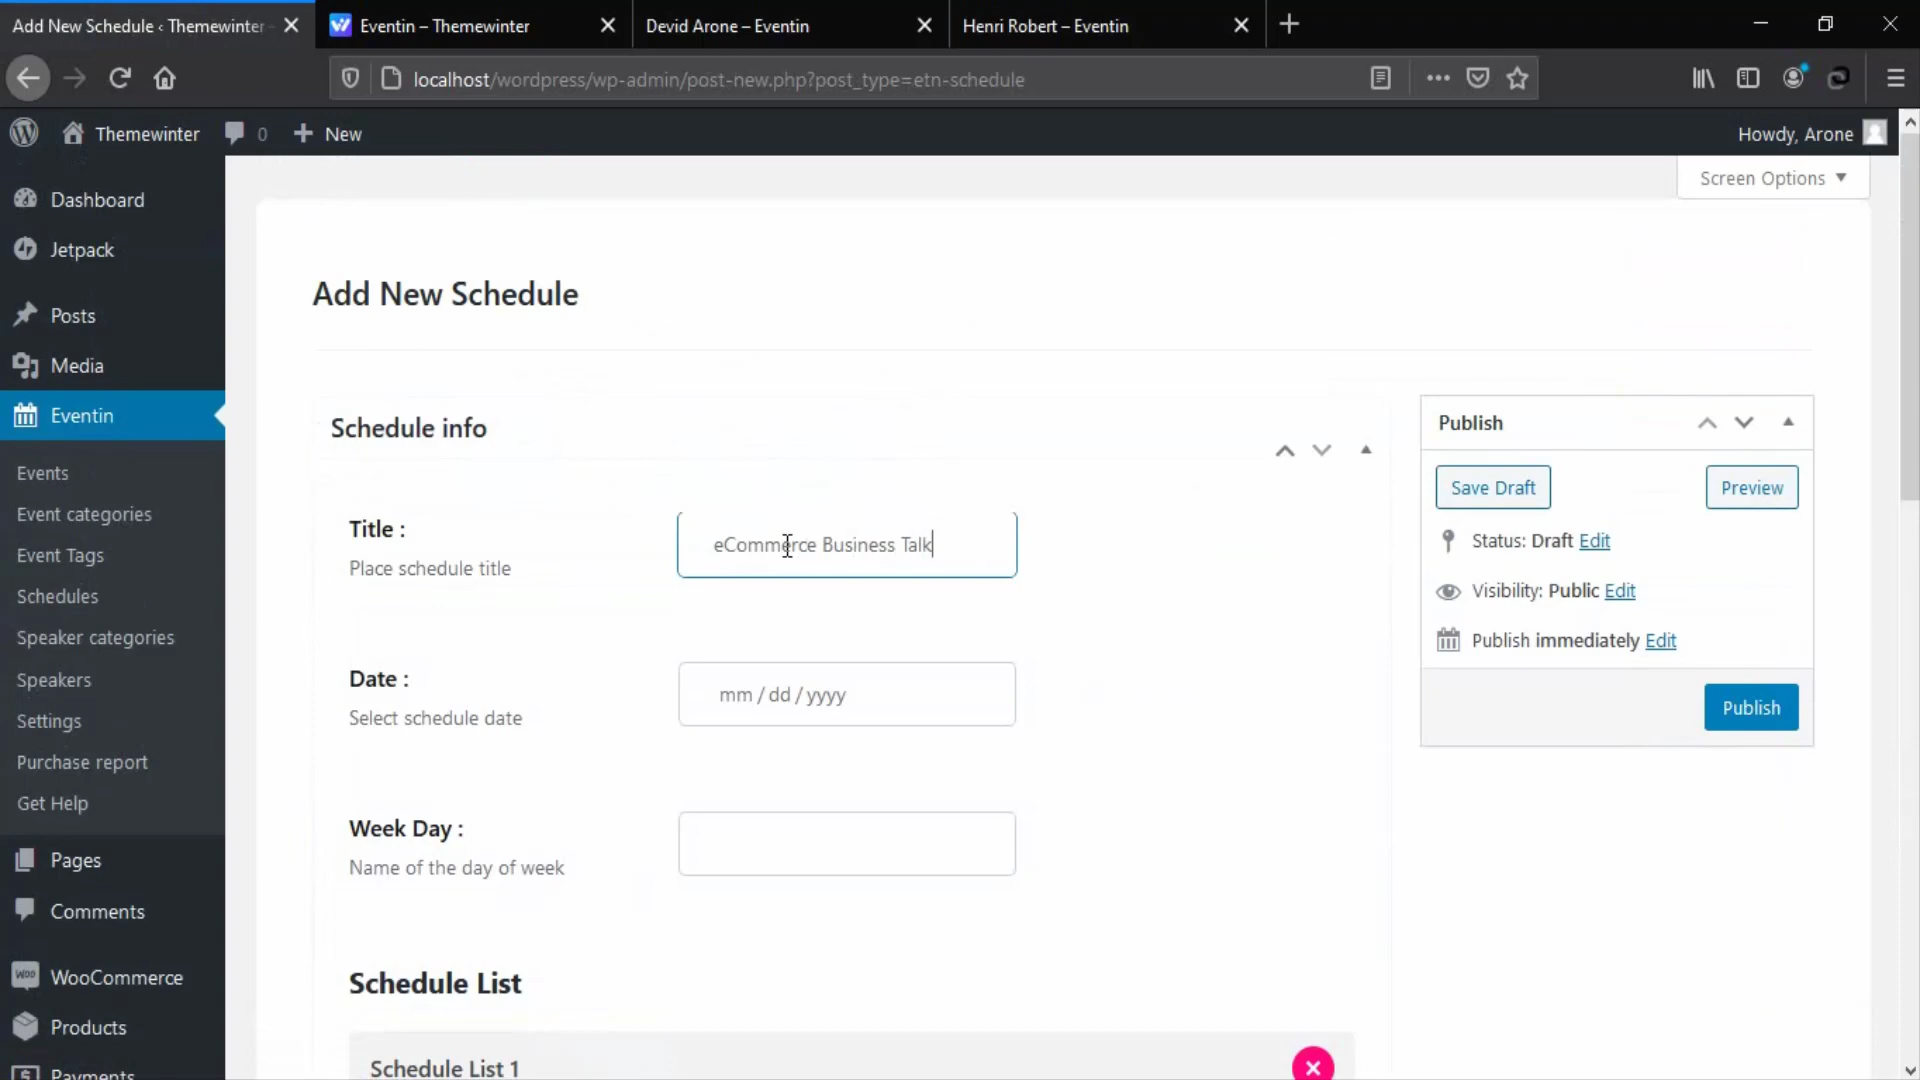 Add New Schedule ‹ Themewinter –
Eventin – Themewinter
Devid Arone – Eventin
Henri Robert – Eventin
localhost/wordpress/wp-admin/post-new.php?post_type=etn-schedule
Themewinter
0
New
Howdy, Arone
Screen Options
Dashboard
Jetpack
Posts
Media
Eventin
Events
Event categories
Event Tags
Schedules
Speaker categories
Speakers
Settings
Purchase report
Get Help
Pages
Comments
WooCommerce
Products
Payments
Add New Schedule
Schedule info
Title :
Place schedule title
eCommerce Business Talk
Date :
Select schedule date
mm / dd / yyyy
Week Day :
Name of the day of week
Schedule List
Schedule List 1
Publish
Save Draft
Preview
Status: Draft Edit
Visibility: Public Edit
Publish immediately Edit
Publish